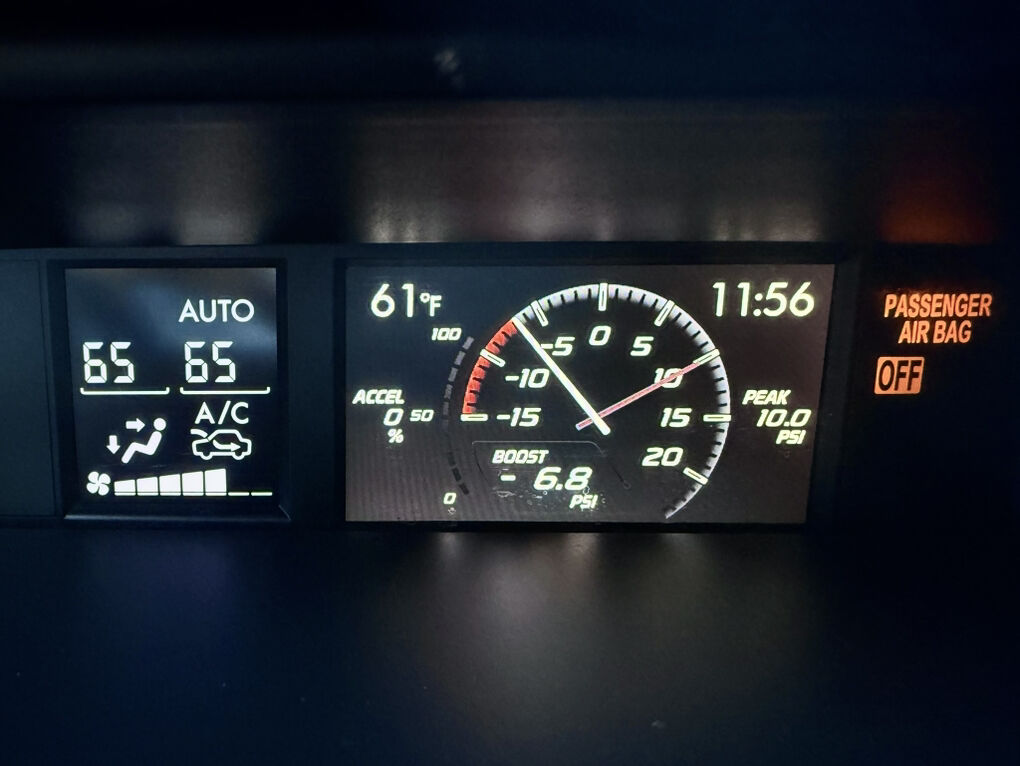 AUTO
65 65
A/C
61°F
11:56
100
50
0
ACCEL
0
%
-15
-10
-5
0
5
10
15
20
BOOST
- 6.8
PSI
PEAK
10.0
PSI
PASSENGER
AIR BAG
OFF